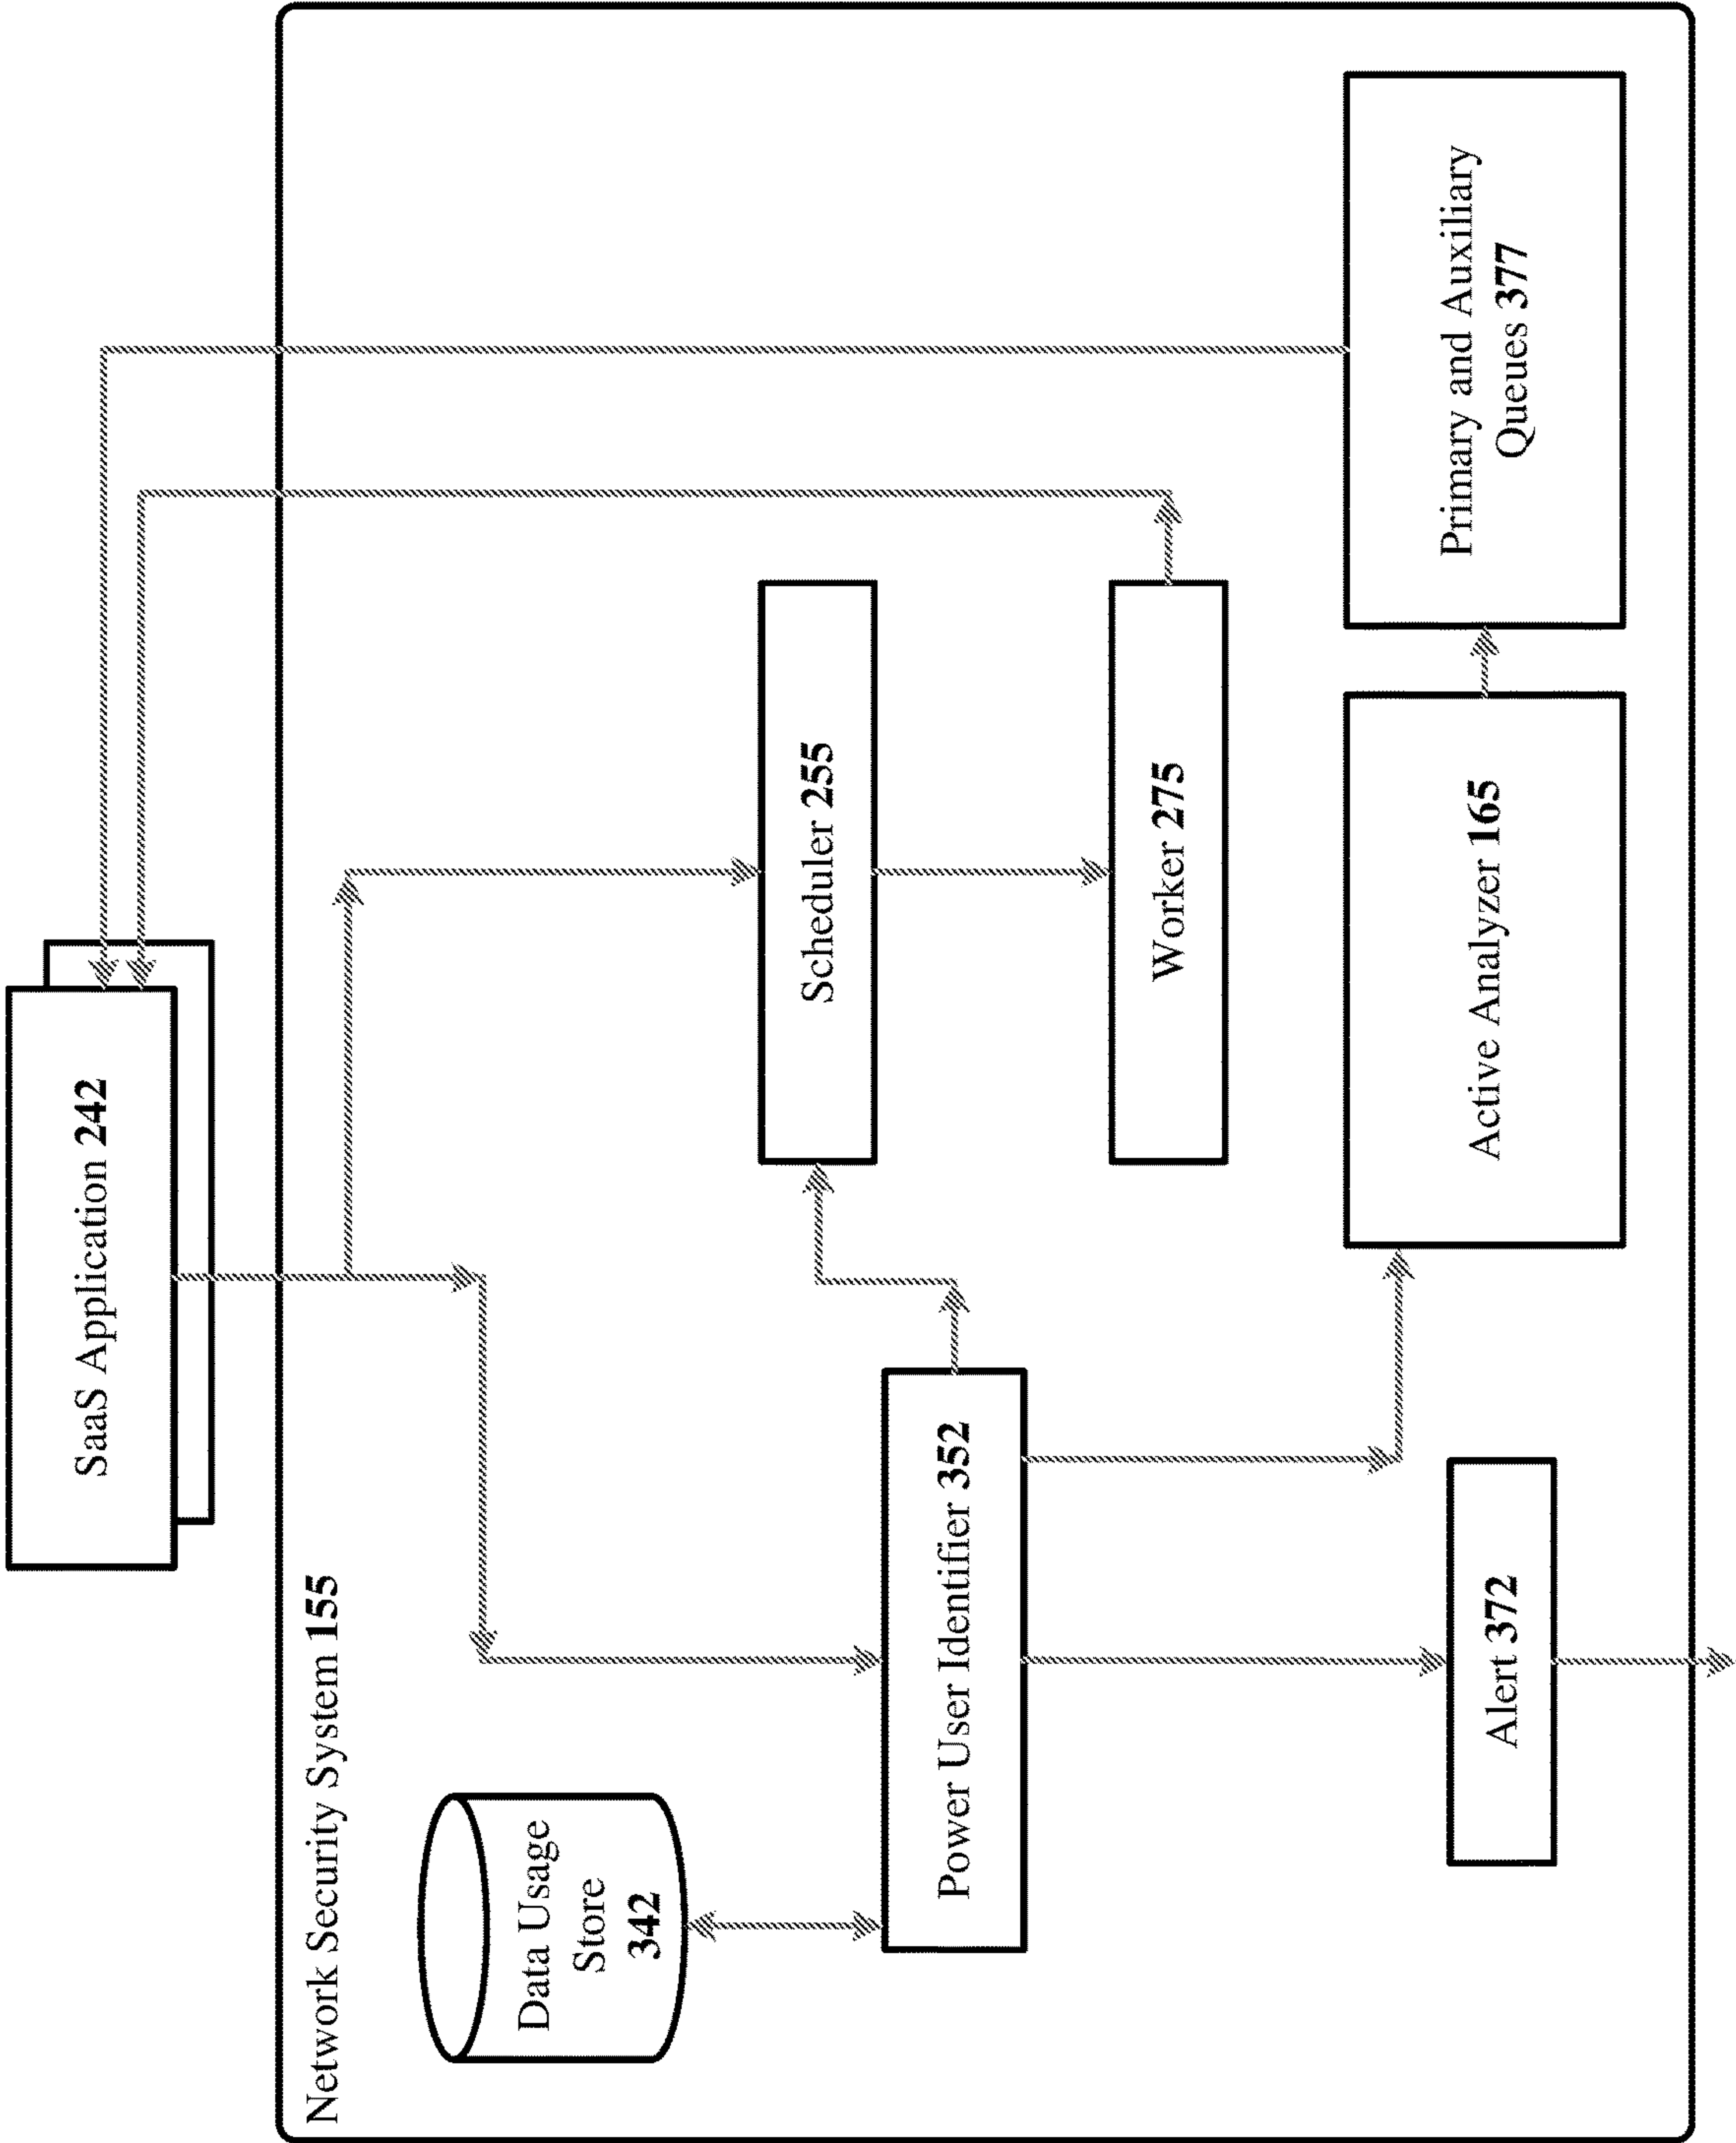 SaaS Application 242
Network Security System 155
Data Usage
Store
342
Scheduler 255
Power User Identifier 352
Worker 275
Alert 372
Active Analyzer 165
Primary and Auxiliary
Queues 377